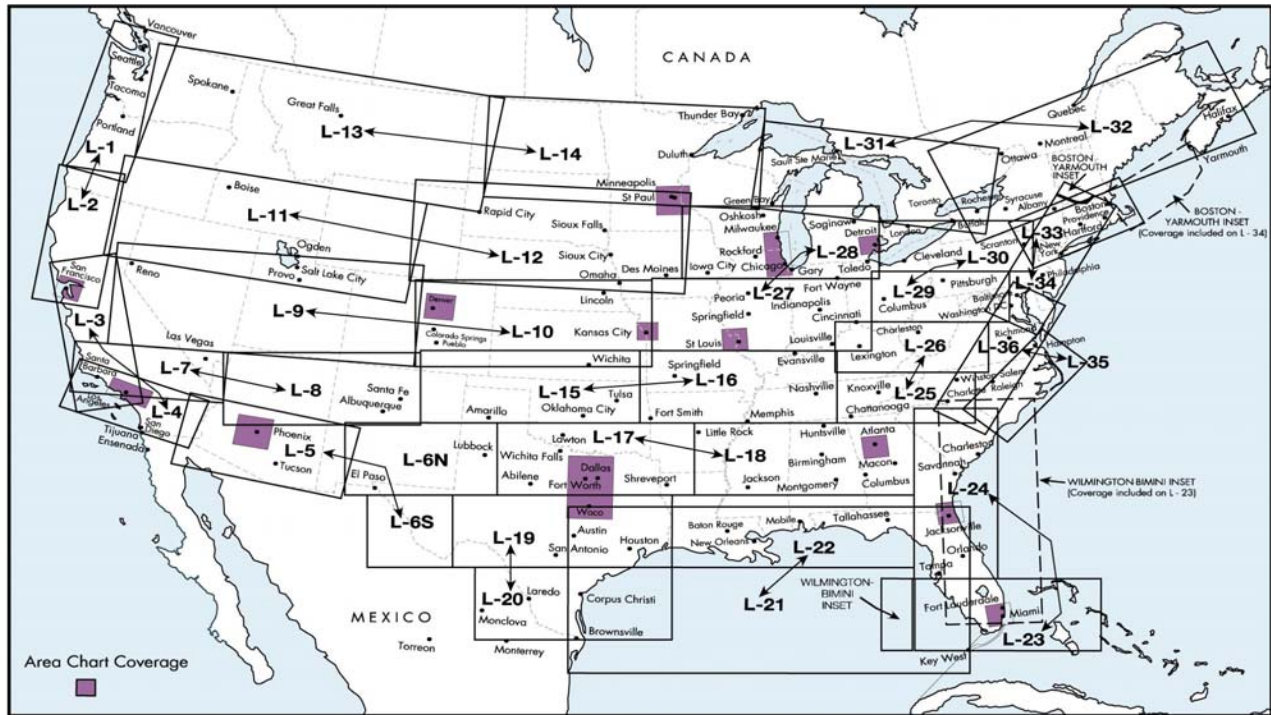 Vancouver
CANADA
Seattle
Tacoma
Spokane
Great Falls
Thunder Bay
Quebec
Halifax
Portland
L-13
L-14
L-31
L-32
L-1
Duluth
Sault Ste Marie
Ottawa
Montreal
Yarmouth
BOSTON
YARMOUTH
INSET
L-2
Boise
Minneapolis
St Paul
Green Bay
Toronto
Rochester
Syracuse
Albany
Boston
BOSTON -
YARMOUTH INSET
(Coverage included on L - 34)
L-11
Rapid City
Oshkosh
Milwaukee
Saginaw
Detroit
London
Buffalo
Providence
Hartford
Ogden
Sioux Falls
Rockford
L-28
Cleveland
Scranton
L-33
New
York
San
Francisco
Reno
Provo
Salt Lake City
L-12
Sioux City
Omaha
Des Moines
Iowa City
Chicago
Gary
Toledo
L-30
Philadelphia
L-34
Denver
Lincoln
Peoria
L-27
Fort Wayne
L-29
Pittsburgh
L-9
L-10
Colorado Springs
Pueblo
Kansas City
Springfield
Indianapolis
Columbus
Washington DC
L-3
St Louis
Cincinnati
Louisville
Charleston
Richmond
Hampton
Las Vegas
Wichita
Evansville
Lexington
L-26
L-36
L-35
Santa
Barbara
L-7
L-8
Santa Fe
Albuquerque
L-15
L-16
Springfield
Nashville
Knoxville
L-25
Winston Salem
Raleigh
Los
Angeles
L-4
Tulsa
Oklahoma City
Amarillo
Fort Smith
Memphis
Chattanooga
San
Diego
Tijuana
Ensenada
Phoenix
L-5
Tucson
Lubbock
L-6N
El Paso
Lawton
L-17
Wichita Falls
Little Rock
L-18
Huntsville
Atlanta
Charleston
Abilene
Dallas
Fort Worth
Shreveport
Birmingham
Macon
Savannah
Jackson
Montgomery
Columbus
L-24
WILMINGTON-BIMINI INSET
(Coverage included on L - 23)
Waco
L-6S
L-19
Austin
San Antonio
Houston
Baton Rouge
New Orleans
Mobile
Tallahassee
Jacksonville
L-22
Orlando
Tampa
L-20
Laredo
Monclova
Corpus Christi
L-21
WILMINGTON-
BIMINI
INSET
Fort Lauderdale
Miami
L-23
MEXICO
Torreon
Monterrey
Brownsville
Key West
Area Chart Coverage